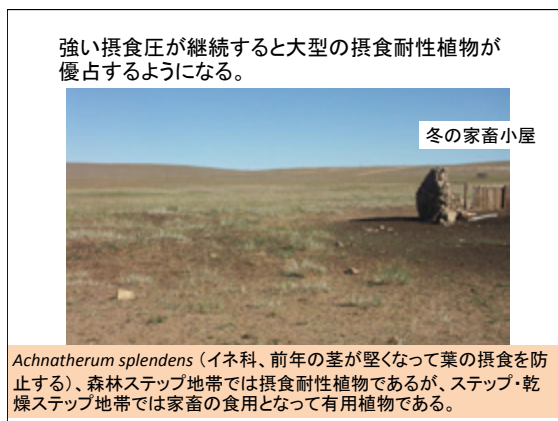 強い摂食圧が継続すると大型の摂食耐性植物が
優占するようになる。
冬の家畜小屋
Achnatherum splendens（イネ科、前年の茎が堅くなって葉の摂食を防
止する）、森林ステップ地帯では摂食耐性植物であるが、ステップ・乾
燥ステップ地帯では家畜の食用となって有用植物である。